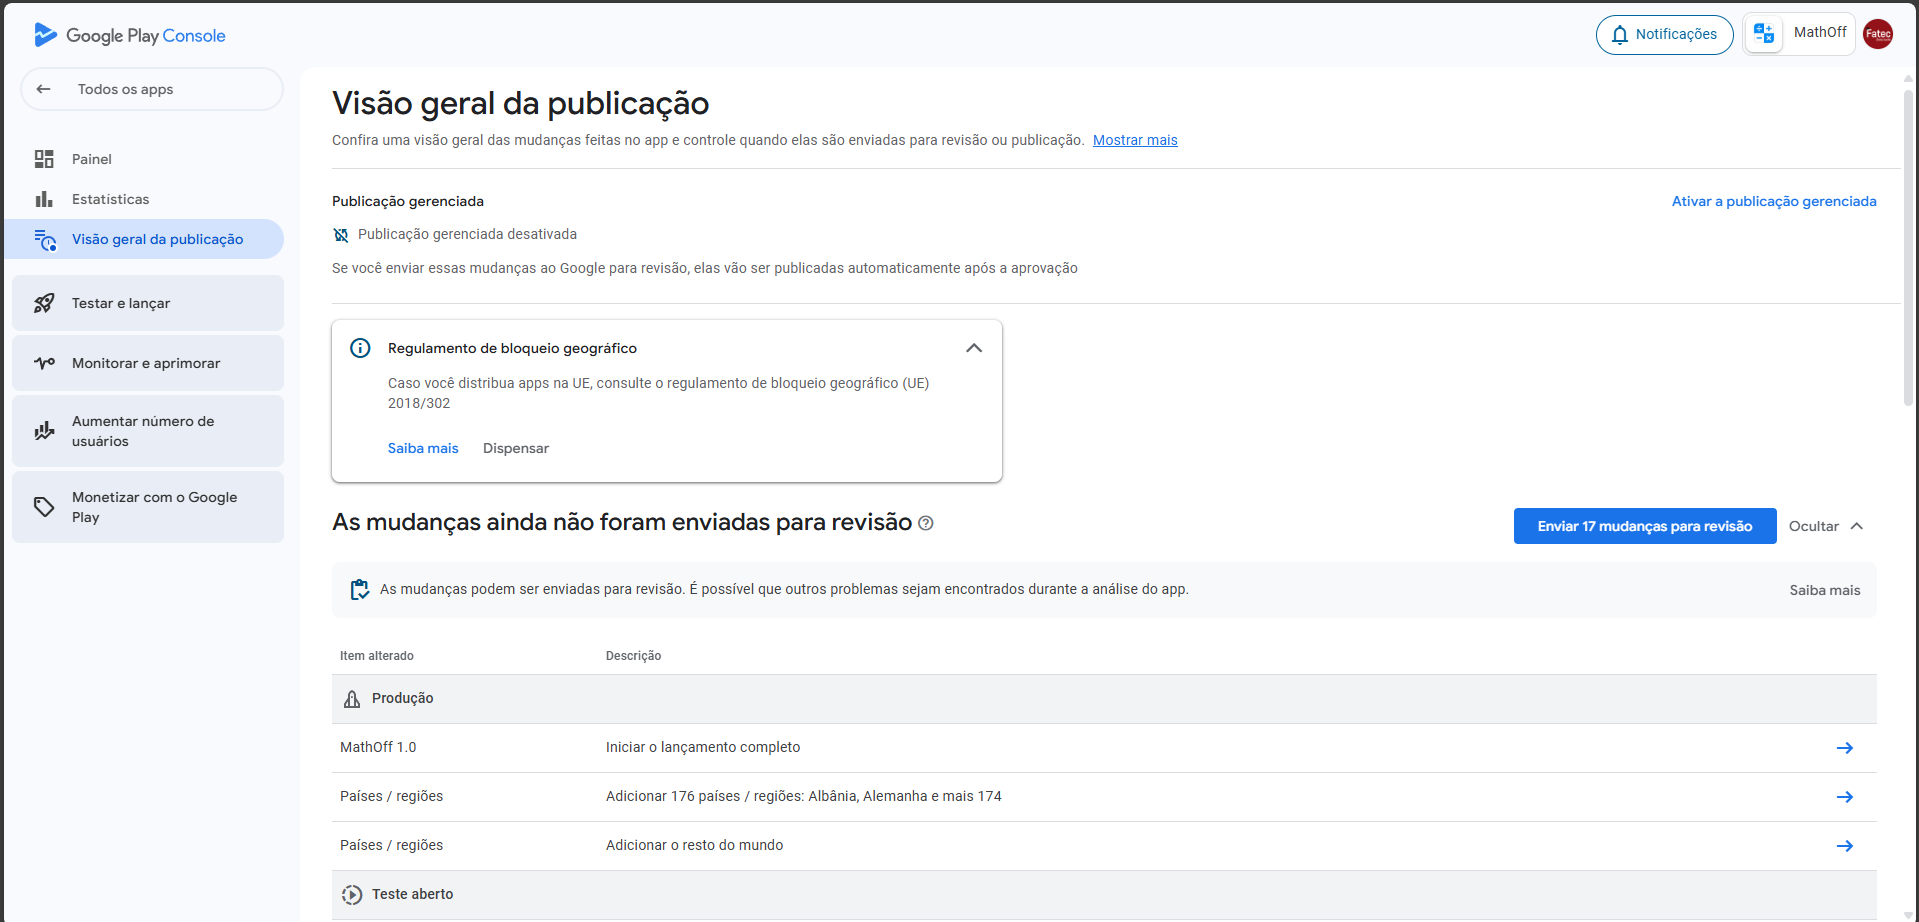 Google Play Console
Notificações
MathOff
Fatec
Todos os apps
Painel
Estatísticas
Visão geral da publicação
Testar e lançar
Monitorar e aprimorar
Aumentar número de
usuários
Monetizar com o Google
Play
Visão geral da publicação
Confira uma visão geral das mudanças feitas no app e controle quando elas são enviadas para revisão ou publicação. Mostrar mais
Publicação gerenciada
Ativar a publicação gerenciada
Publicação gerenciada desativada
Se você enviar essas mudanças ao Google para revisão, elas vão ser publicadas automaticamente após a aprovação
Regulamento de bloqueio geográfico
Caso você distribua apps na UE, consulte o regulamento de bloqueio geográfico (UE)
2018/302
Saiba mais Dispensar
As mudanças ainda não foram enviadas para revisão
Enviar 17 mudanças para revisão
Ocultar
As mudanças podem ser enviadas para revisão. É possível que outros problemas sejam encontrados durante a análise do app.
Saiba mais
Item alterado Descrição
Produção
MathOff 1.0 Iniciar o lançamento completo
Países / regiões Adicionar 176 países / regiões: Albânia, Alemanha e mais 174
Países / regiões Adicionar o resto do mundo
Teste aberto